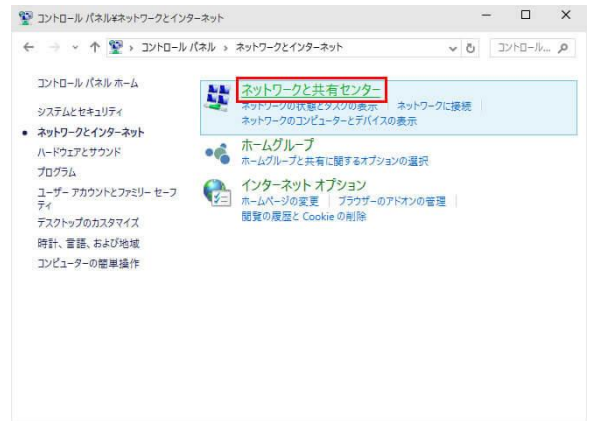 コントロール パネル¥ネットワークとインターネット
コントロール パネル › ネットワークとインターネット
コントロール...
コントロール パネル ホーム
システムとセキュリティ
ネットワークとインターネット
ハードウェアとサウンド
プログラム
ユーザー アカウントとファミリー セーフ
ティ
デスクトップのカスタマイズ
時計、言語、および地域
コンピューターの簡単操作
ネットワークと共有センター
ネットワークの状態とタスクの表示 ネットワークに接続
ネットワークのコンピューターとデバイスの表示
ホームグループ
ホームグループと共有に関するオプションの選択
インターネット オプション
ホームページの変更 ブラウザーのアドオンの管理
閲覧の履歴と Cookie の削除